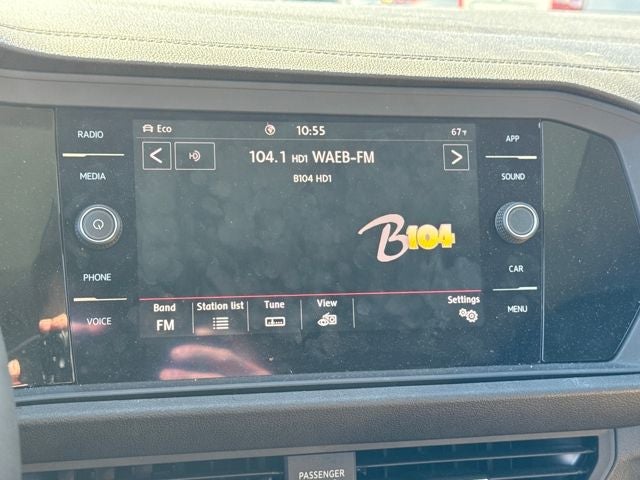 RADIO
MEDIA
PHONE
VOICE
Eco 10:55 67°F
104.1 HD1 WAEB-FM
B104 HD1
B104
Band Station list Tune View Settings
FM
APP
SOUND
CAR
MENU
PASSENGER